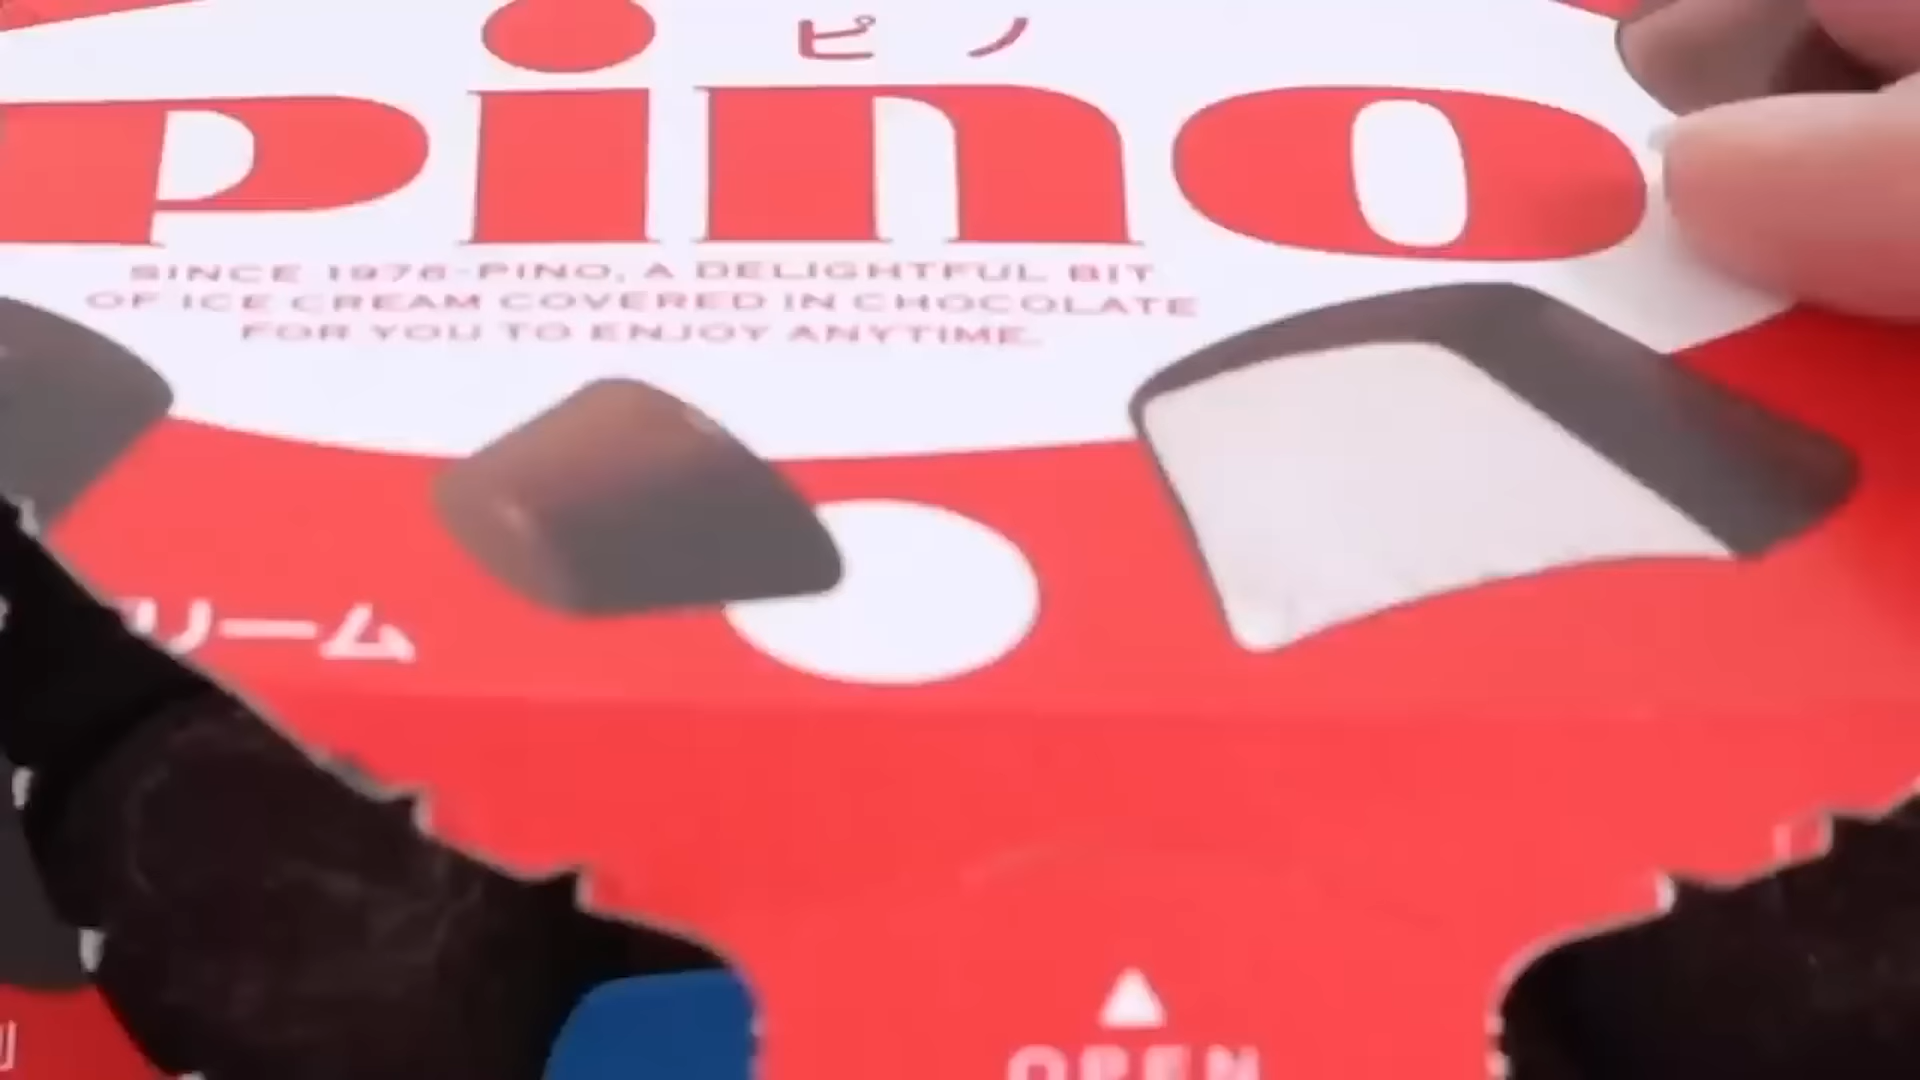 ピノ
pino
SINCE 1976-PINO, A DELIGHTFUL BIT
OF ICE CREAM COVERED IN CHOCOLATE
FOR YOU TO ENJOY ANYTIME.
リーム
OPEN